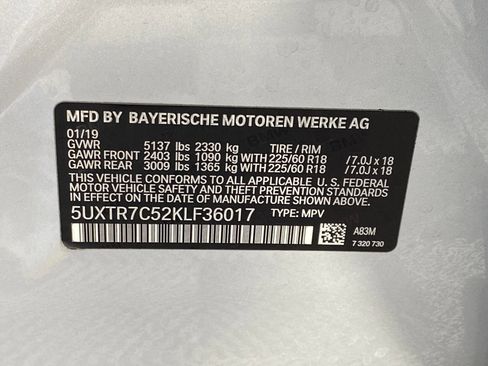 MFD BY BAYERISCHE MOTOREN WERKE AG
01/19
GVWR 5137 lbs 2330 kg TIRE / RIM
GAWR FRONT 2403 lbs 1090 kg WITH 225/60 R18 / 7.0J x 18
GAWR REAR 3009 lbs 1365 kg WITH 225/60 R18 / 7.0J x 18
THIS VEHICLE CONFORMS TO ALL APPLICABLE U. S. FEDERAL
MOTOR VEHICLE SAFETY AND THEFT PREVENTION STANDARDS
IN EFFECT ON THE DATE OF MANUFACTURE SHOWN ABOVE.
5UXTR7C52KLF36017 TYPE: MPV
A83M
7 320 730